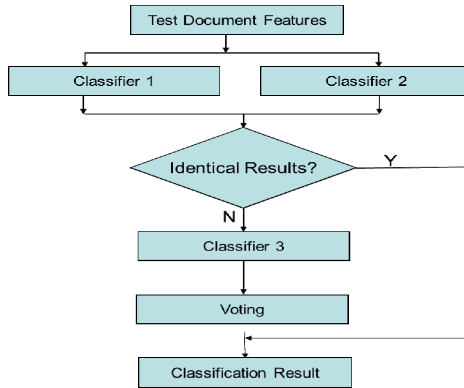 Test Document Features
Classifier 1
Classifier 2
Identical Results?
Y
N
Classifier 3
Voting
Classification Result